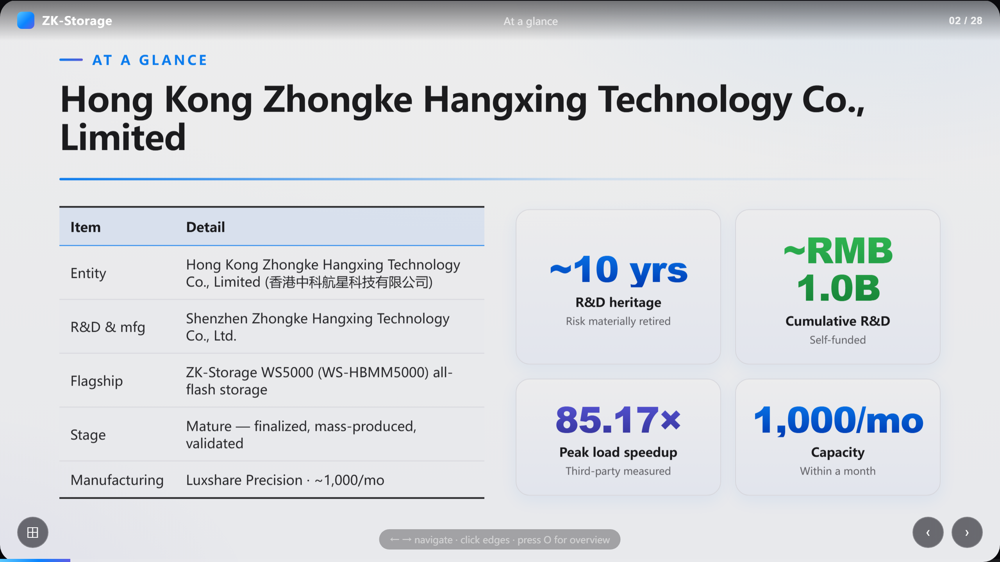 ZK-Storage
At a glance
02 / 28
AT A GLANCE
Hong Kong Zhongke Hangxing Technology Co.,
Limited
Item Detail
Entity
Hong Kong Zhongke Hangxing Technology
Co., Limited (香港中科航星科技有限公司)
R&D & mfg
Shenzhen Zhongke Hangxing Technology
Co., Ltd.
Flagship
ZK-Storage WS5000 (WS-HBMM5000) all-
flash storage
Stage
Mature — finalized, mass-produced,
validated
Manufacturing Luxshare Precision · ~1,000/mo
~10 yrs
R&D heritage
Risk materially retired
~RMB
1.0B
Cumulative R&D
Self-funded
85.17×
Peak load speedup
Third-party measured
1,000/mo
Capacity
Within a month
← → navigate · click edges · press O for overview
‹ ›